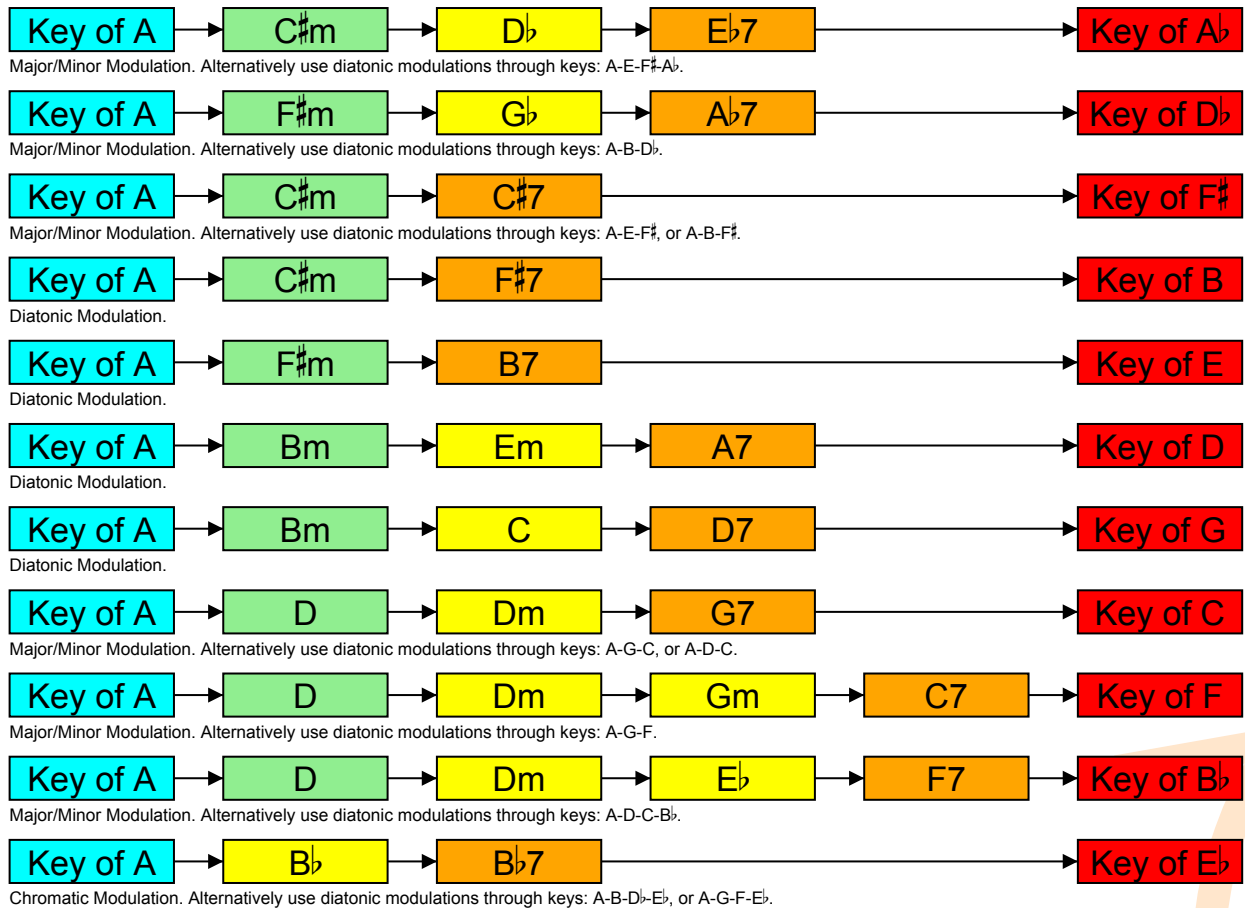 Key of A C♯m D♭ E♭7 Key of A♭
Major/Minor Modulation. Alternatively use diatonic modulations through keys: A-E-F♯-A♭.
Key of A F♯m G♭ A♭7 Key of D♭
Major/Minor Modulation. Alternatively use diatonic modulations through keys: A-B-D♭.
Key of A C♯m C♯7 Key of F♯
Major/Minor Modulation. Alternatively use diatonic modulations through keys: A-E-F♯, or A-B-F♯.
Key of A C♯m F♯7 Key of B
Diatonic Modulation.
Key of A F♯m B7 Key of E
Diatonic Modulation.
Key of A Bm Em A7 Key of D
Diatonic Modulation.
Key of A Bm C D7 Key of G
Diatonic Modulation.
Key of A D Dm G7 Key of C
Major/Minor Modulation. Alternatively use diatonic modulations through keys: A-G-C, or A-D-C.
Key of A D Dm Gm C7 Key of F
Major/Minor Modulation. Alternatively use diatonic modulations through keys: A-G-F.
Key of A D Dm E♭ F7 Key of B♭
Major/Minor Modulation. Alternatively use diatonic modulations through keys: A-D-C-B♭.
Key of A B♭ B♭7 Key of E♭
Chromatic Modulation. Alternatively use diatonic modulations through keys: A-B-D♭-E♭, or A-G-F-E♭.